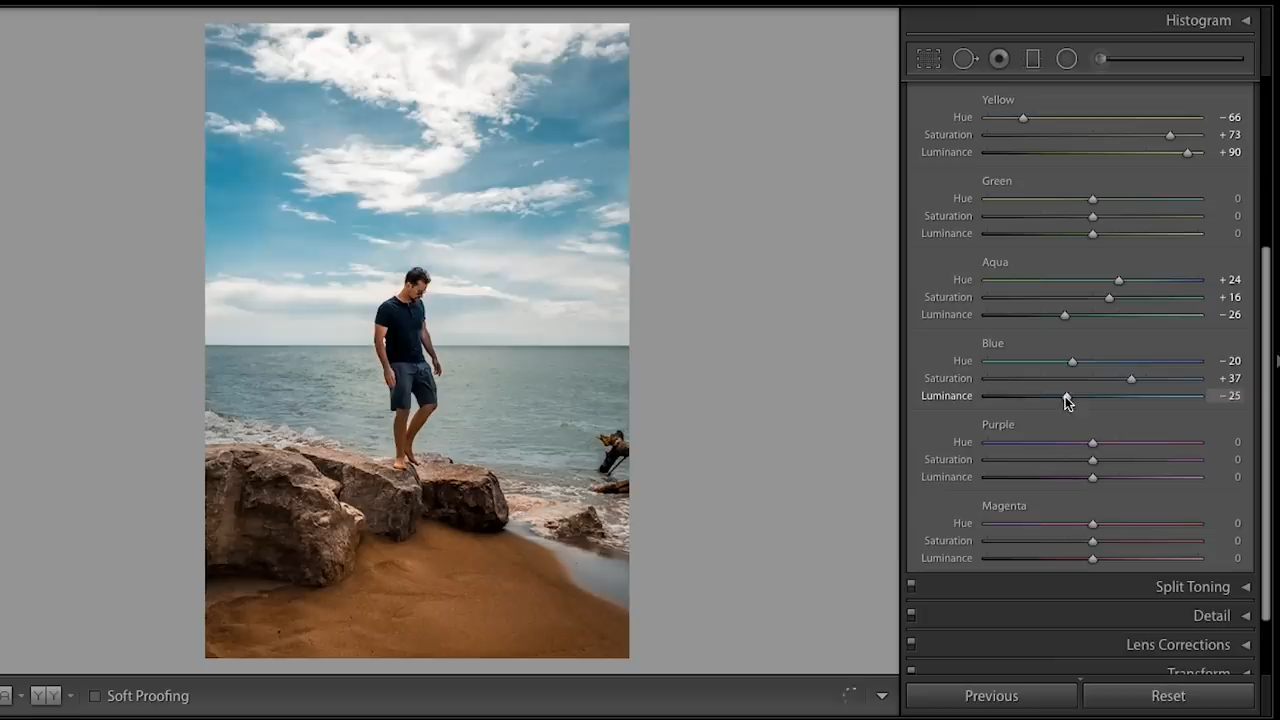 Histogram
Yellow
Hue − 66
Saturation + 73
Luminance + 90
Green
Hue 0
Saturation 0
Luminance 0
Aqua
Hue + 24
Saturation + 16
Luminance − 26
Blue
Hue − 20
Saturation + 37
Luminance − 25
Purple
Hue 0
Saturation 0
Luminance 0
Magenta
Hue 0
Saturation 0
Luminance 0
Split Toning
Detail
Lens Corrections
Transform
Y Y Soft Proofing Previous Reset